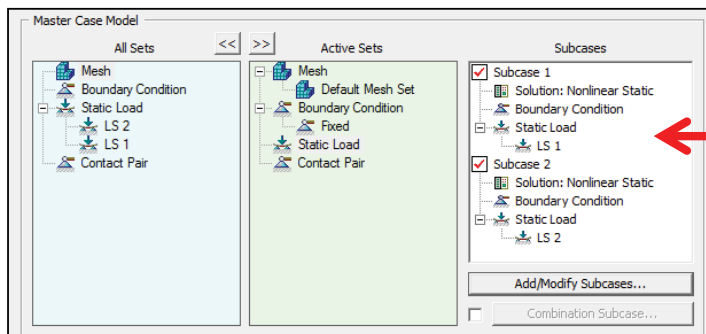 Master Case Model
All Sets
<<
>>
Active Sets
Subcases
Mesh
Boundary Condition
Static Load
LS 2
LS 1
Contact Pair
Mesh
Default Mesh Set
Boundary Condition
Fixed
Static Load
Contact Pair
Subcase 1
Solution: Nonlinear Static
Boundary Condition
Static Load
LS 1
Subcase 2
Solution: Nonlinear Static
Boundary Condition
Static Load
LS 2
Add/Modify Subcases...
Combination Subcase...